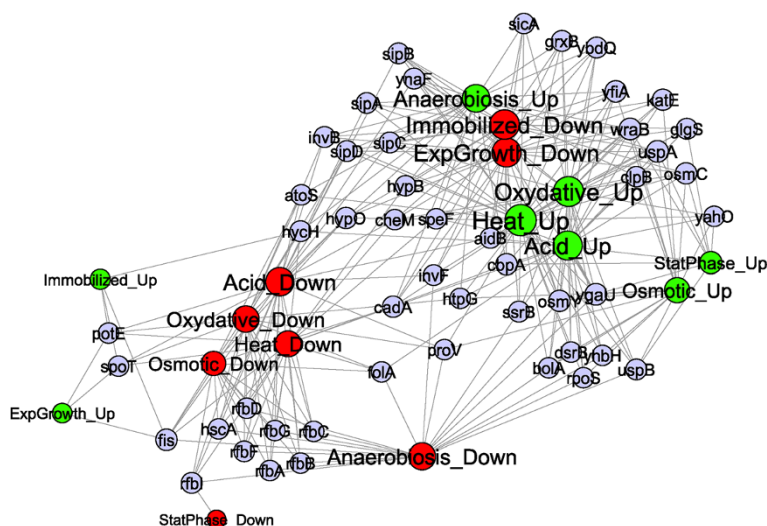 sicA
grxB
ybdQ
sipB
ynaF
Anaerobiosis_Up
yfiA
katE
sipA
Immobilized_Down
wraB
glgS
invB
sipD
sipC
ExpGrowth_Down
uspA
clpB
osmC
atoS
hypB
Oxydative_Up
hypO
cheM
speF
Heat_Up
yahO
hycH
aidB
Acid_Up
cbpA
StatPhase_Up
Immobilized_Up
Acid_Down
invF
Osmotic_Up
cadA
htpG
ssrB
osmY
ygaU
potE
Oxydative_Down
Heat_Down
proV
dsrB
yhbH
spoT
Osmotic_Down
folA
bolA
rpoS
uspB
ExpGrowth_Up
rfbD
hscA
rfbG
rfbC
fis
rfbF
rfbA
rfbB
Anaerobiosis_Down
rfbI
StatPhase_Down